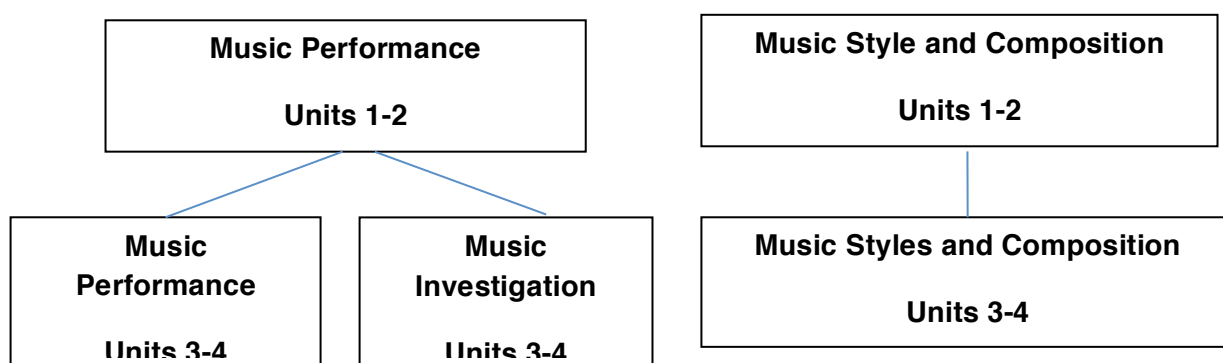 Music Performance
Units 1-2
Music Style and Composition
Units 1-2
Music
Performance
Units 3-4
Music
Investigation
Units 3-4
Music Styles and Composition
Units 3-4